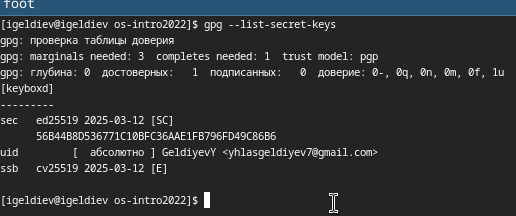 foot
[igeldiev@igeldiev os-intro2022]$ gpg --list-secret-keys
gpg: проверка таблицы доверия
gpg: marginals needed: 3  completes needed: 1  trust model: pgp
gpg: глубина: 0  достоверных:   1  подписанных:   0  доверие: 0-, 0q, 0n, 0m, 0f, 1u
[keyboxd]
---------
sec   ed25519 2025-03-12 [SC]
      56B44B8D536771C10BFC36AAE1FB796FD49C86B6
uid         [  абсолютно ] GeldiyevY <yhlasgeldiyev7@gmail.com>
ssb   cv25519 2025-03-12 [E]
[igeldiev@igeldiev os-intro2022]$